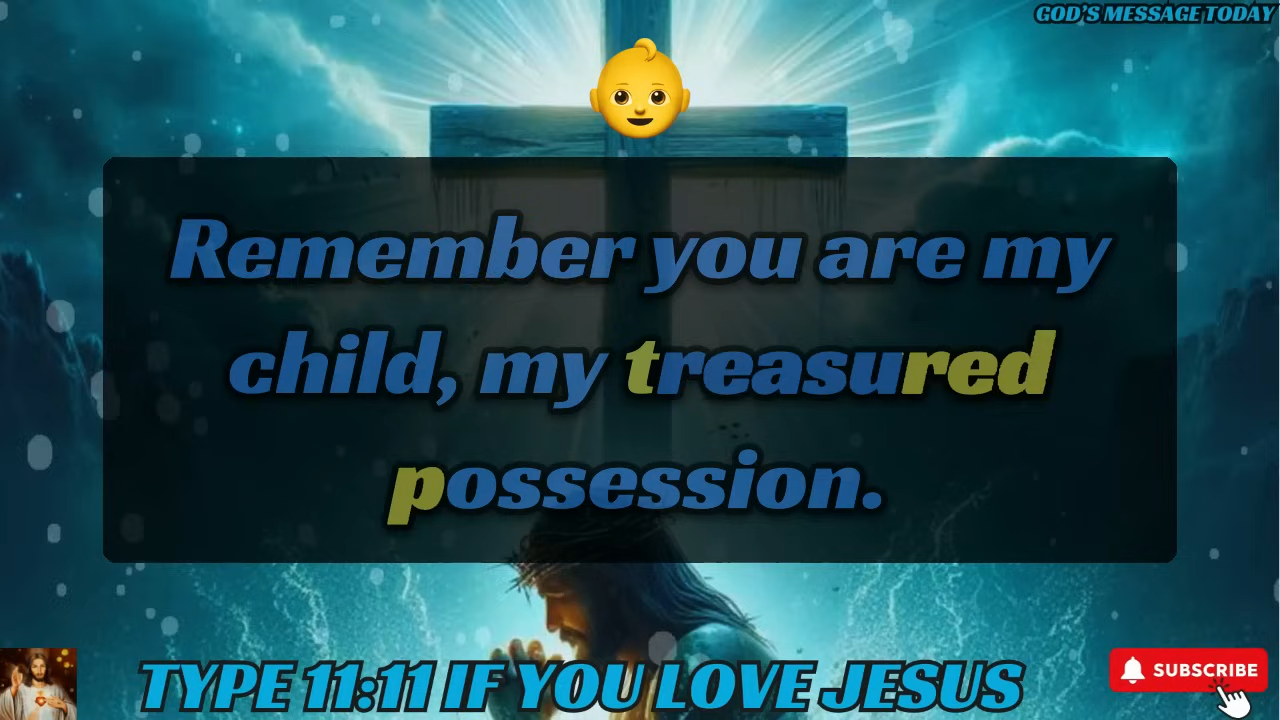 GOD'S MESSAGE TODAY
Remember you are my
child, my treasured
possession.
TYPE 11:11 IF YOU LOVE JESUS
SUBSCRIBE